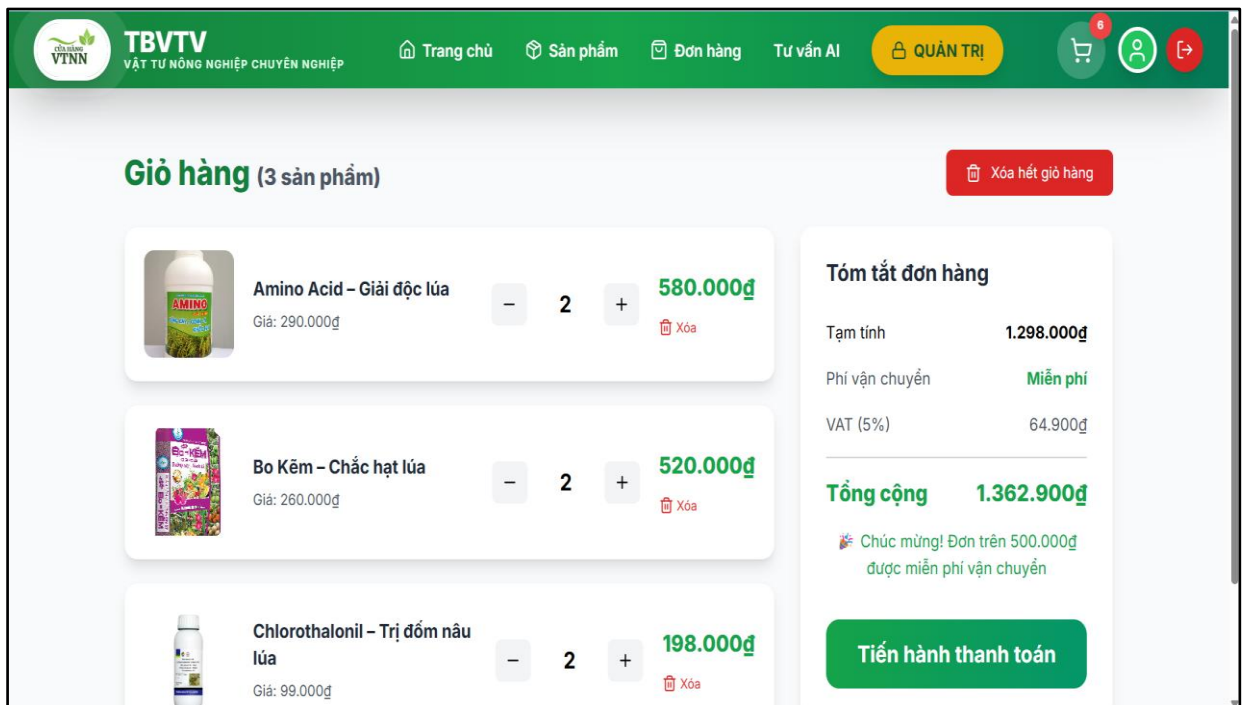 CỬA HÀNG
VTNN
TBVTV
VẬT TƯ NÔNG NGHIỆP CHUYÊN NGHIỆP
Trang chủ
Sản phẩm
Đơn hàng
Tư vấn AI
QUẢN TRỊ
6
Giỏ hàng (3 sản phẩm)
Xóa hết giỏ hàng
AMINO
Amino Acid – Giải độc lúa
Giá: 290.000₫
− 2 +
580.000₫
Xóa
Bo-KẼM
Bo Kẽm – Chắc hạt lúa
Giá: 260.000₫
− 2 +
520.000₫
Xóa
Chlorothalonil – Trị đốm nâu
lúa
Giá: 99.000₫
− 2 +
198.000₫
Xóa
Tóm tắt đơn hàng
Tạm tính 1.298.000₫
Phí vận chuyển Miễn phí
VAT (5%) 64.900₫
Tổng cộng 1.362.900₫
🎉 Chúc mừng! Đơn trên 500.000₫
được miễn phí vận chuyển
Tiến hành thanh toán